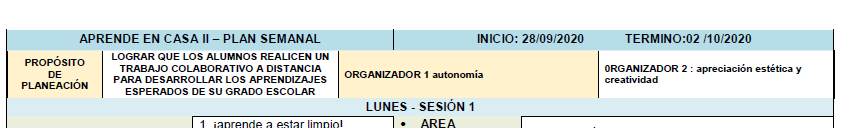 APRENDE EN CASA II – PLAN SEMANAL
INICIO: 28/09/2020 TERMINO:02 /10/2020
PROPÓSITO
DE
PLANEACIÓN
LOGRAR QUE LOS ALUMNOS REALICEN UN
TRABAJO COLABORATIVO A DISTANCIA
PARA DESARROLLAR LOS APRENDIZAJES
ESPERADOS DE SU GRADO ESCOLAR
ORGANIZADOR 1 autonomía
0RGANIZADOR 2 : apreciación estética y
creatividad
LUNES - SESIÓN 1
1. ¡aprende a estar limpio!
• AREA